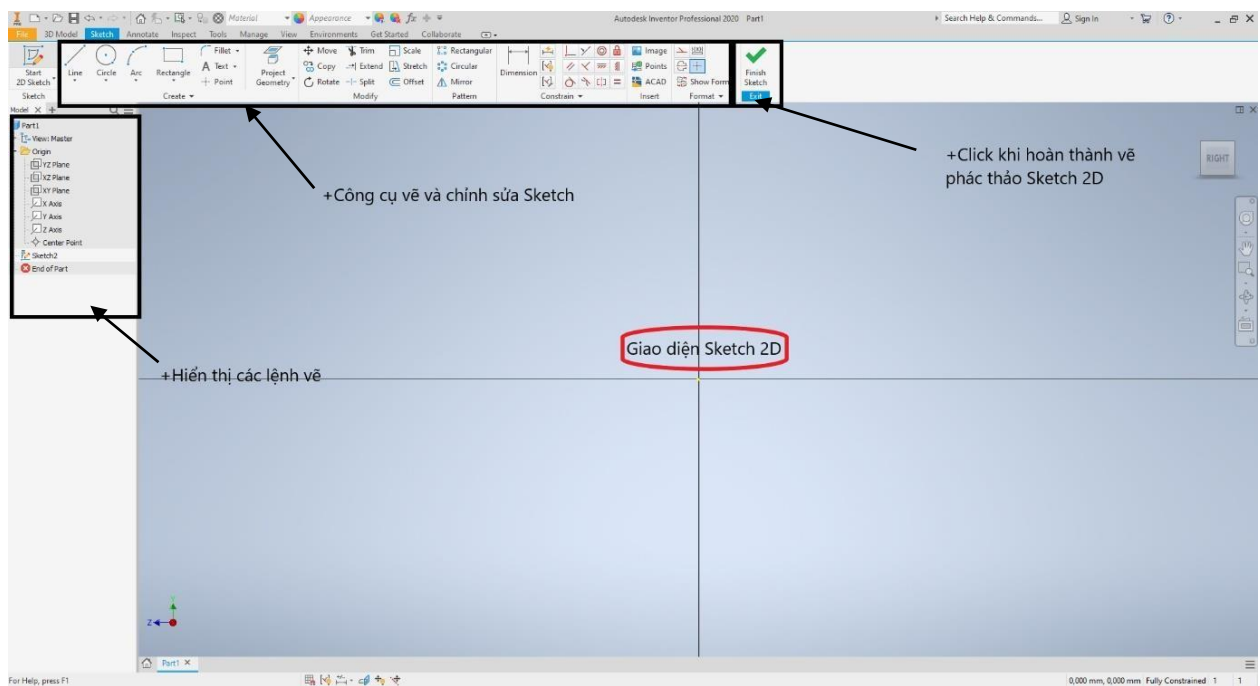 Material
Appearance
fx
Autodesk Inventor Professional 2020 Part1
Search Help & Commands...
Sign In
File 3D Model Sketch Annotate Inspect Tools Manage View Environments Get Started Collaborate
Start
2D Sketch
Line
Circle
Arc
Rectangle
Fillet
A Text
Point
Project
Geometry
Move Trim Scale
Copy Extend Stretch
Rotate Split Offset
Rectangular
Circular
Mirror
Dimension
Image
Points
ACAD
Show Form
Finish
Sketch
Sketch
Create
Modify
Pattern
Constrain
Insert
Format
Exit
Model X +
Part1
View: Master
Origin
YZ Plane
XZ Plane
XY Plane
X Axis
Y Axis
Z Axis
Center Point
Sketch2
End of Part
+Công cụ vẽ và chỉnh sửa Sketch
+Click khi hoàn thành vẽ
phác thảo Sketch 2D
RIGHT
Giao diện Sketch 2D
+Hiển thị các lệnh vẽ
Y
Z
Part1 X
For Help, press F1
0,000 mm, 0,000 mm Fully Constrained 1 1